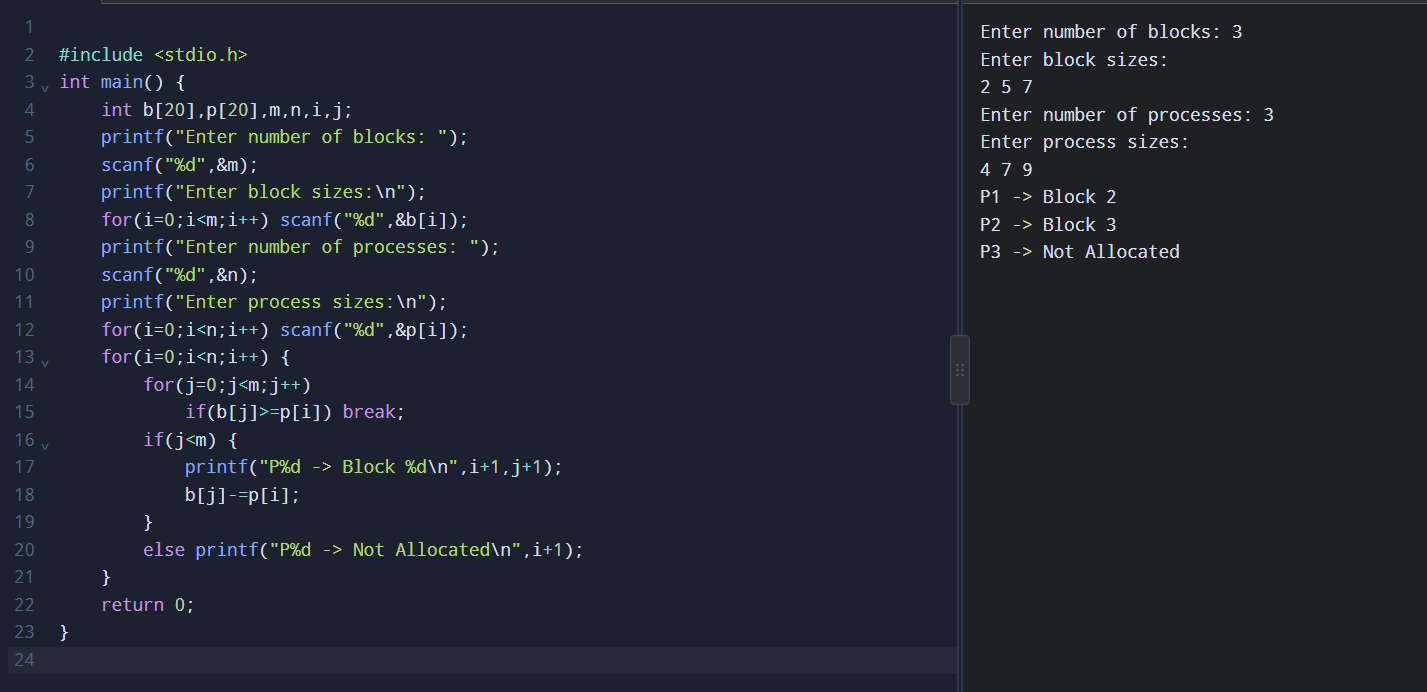 1
2 #include <stdio.h>
3 int main() {
4     int b[20],p[20],m,n,i,j;
5     printf("Enter number of blocks: ");
6     scanf("%d",&m);
7     printf("Enter block sizes:\n");
8     for(i=0;i<m;i++) scanf("%d",&b[i]);
9     printf("Enter number of processes: ");
10     scanf("%d",&n);
11     printf("Enter process sizes:\n");
12     for(i=0;i<n;i++) scanf("%d",&p[i]);
13     for(i=0;i<n;i++) {
14         for(j=0;j<m;j++)
15             if(b[j]>=p[i]) break;
16         if(j<m) {
17             printf("P%d -> Block %d\n",i+1,j+1);
18             b[j]-=p[i];
19         }
20         else printf("P%d -> Not Allocated\n",i+1);
21     }
22     return 0;
23 }
24
Enter number of blocks: 3
Enter block sizes:
2 5 7
Enter number of processes: 3
Enter process sizes:
4 7 9
P1 -> Block 2
P2 -> Block 3
P3 -> Not Allocated